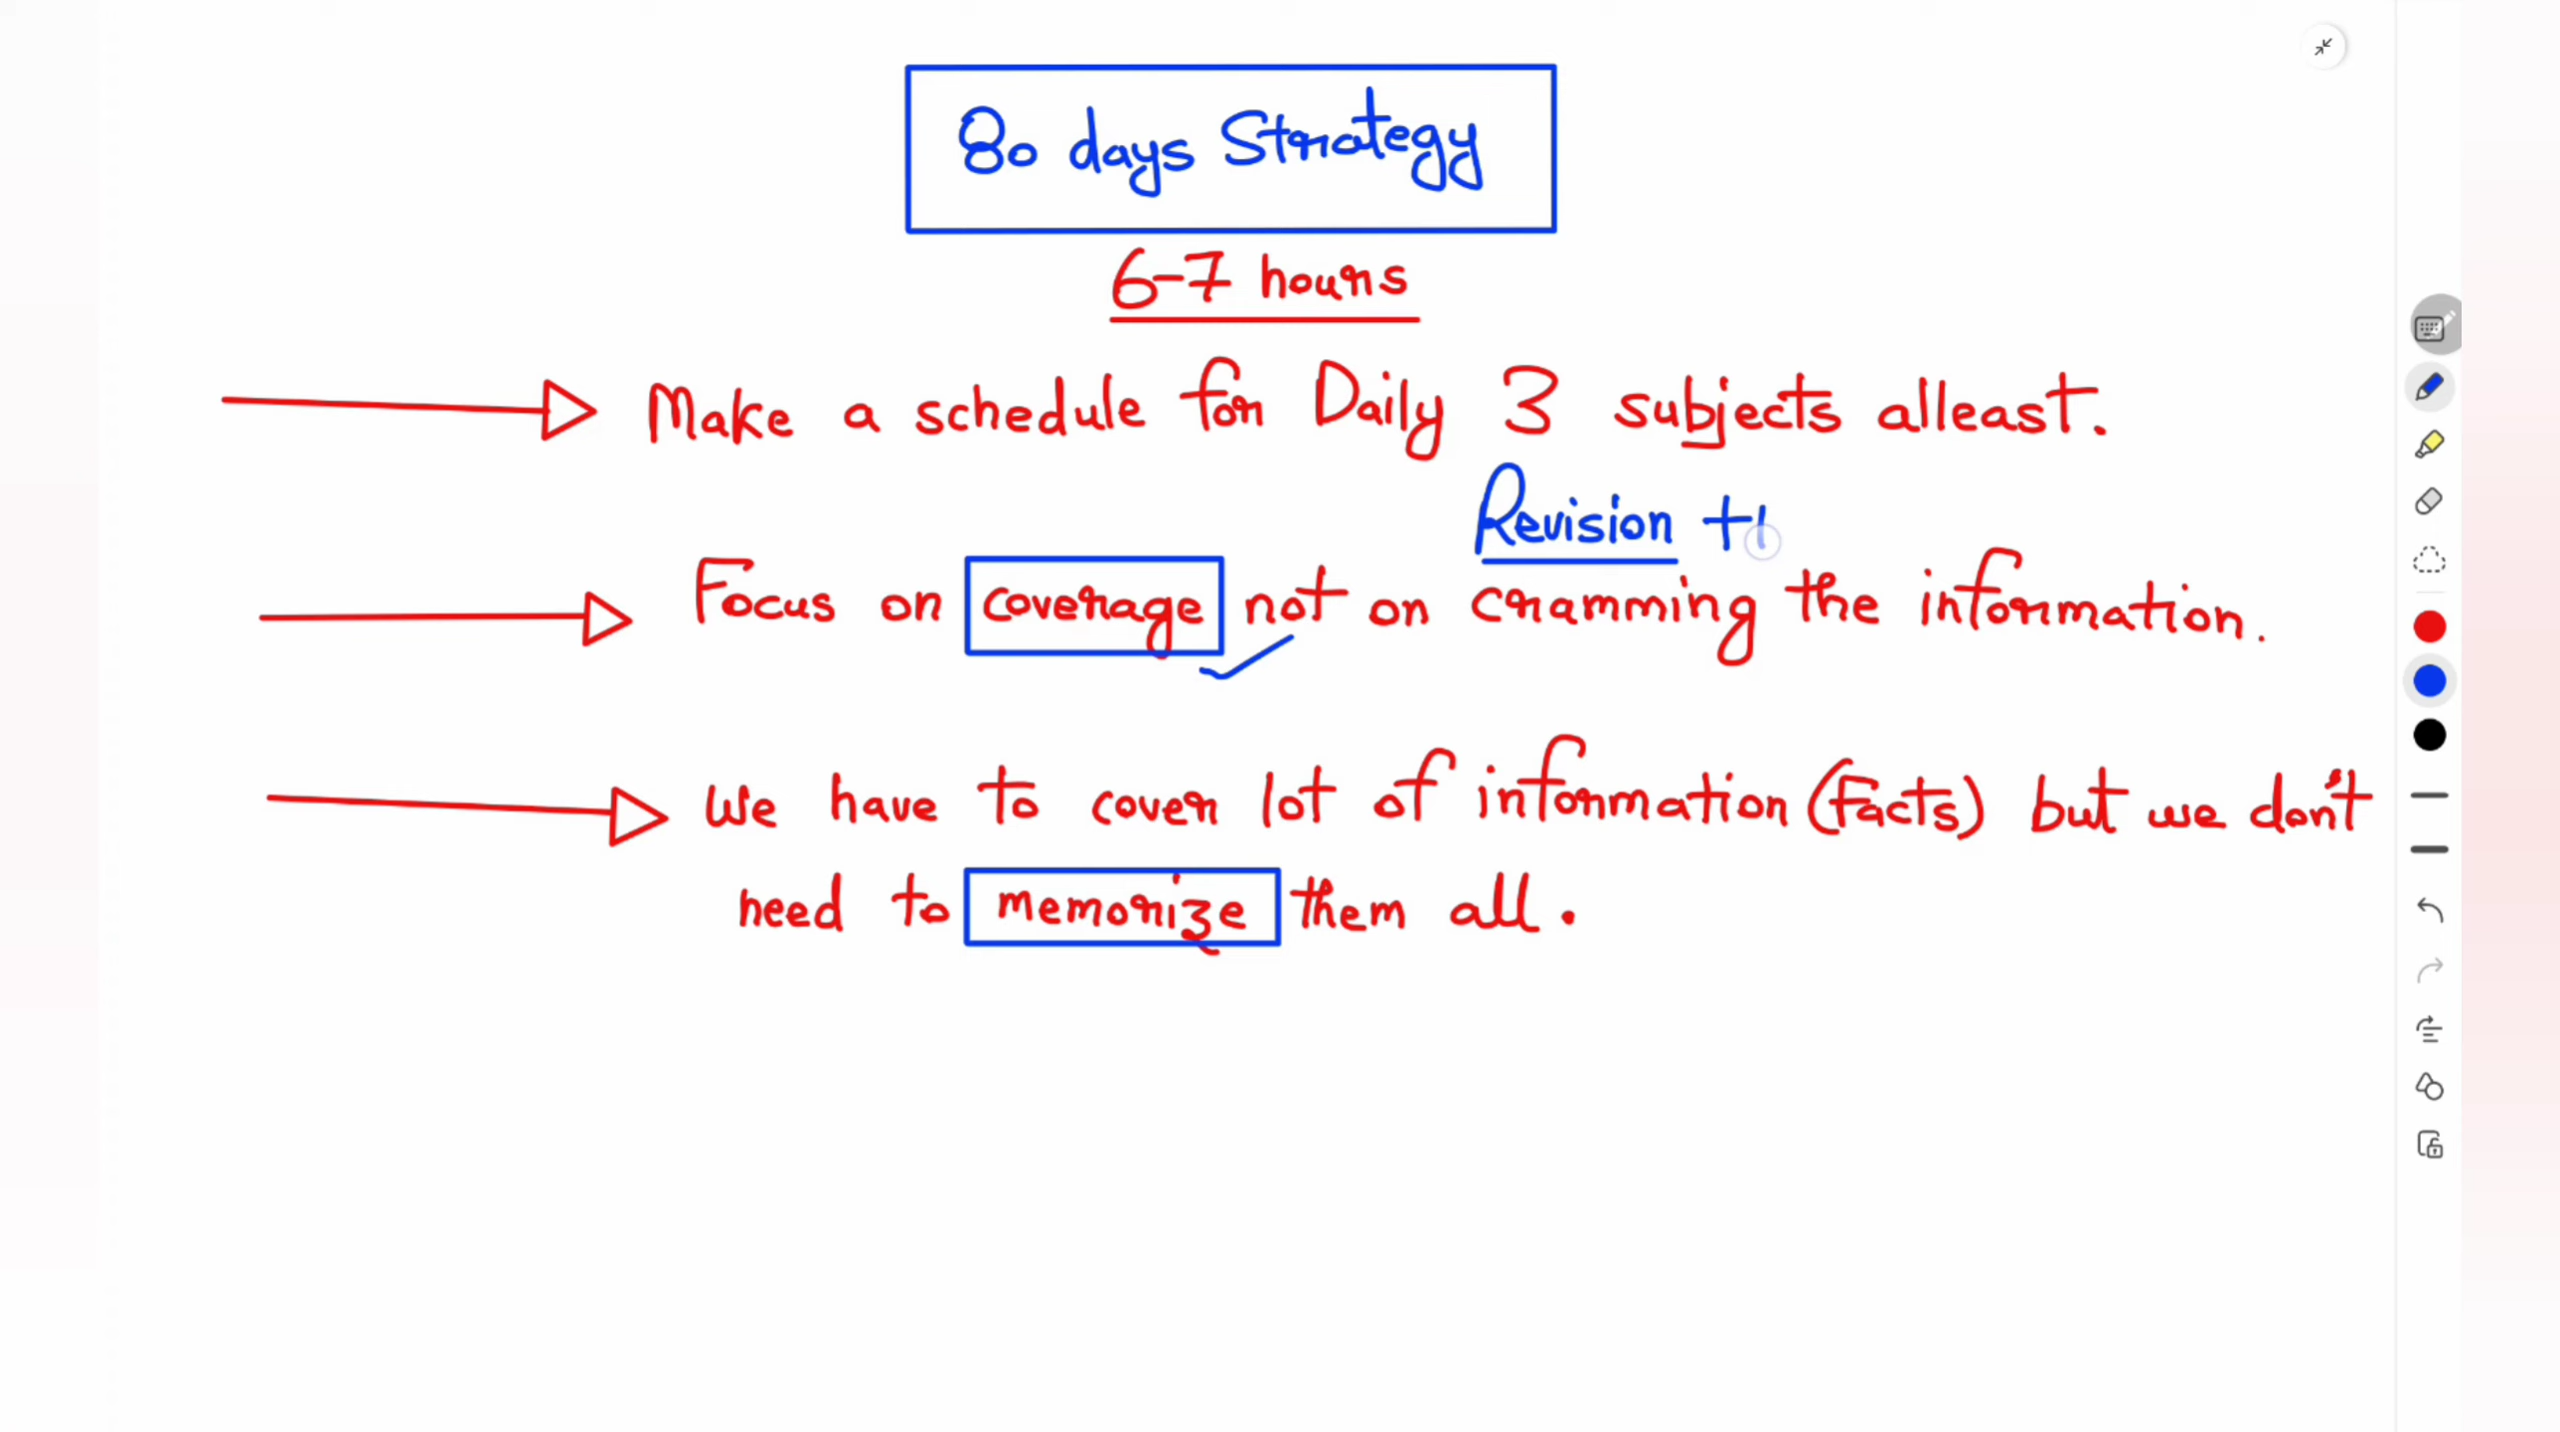 80 days Strategy
6-7 hours
Make a schedule for Daily 3 subjects alleast.
Revision +
Focus on coverage not on cramming the information.
We have to cover lot of information (Facts) but we don't
need to memorize them all.